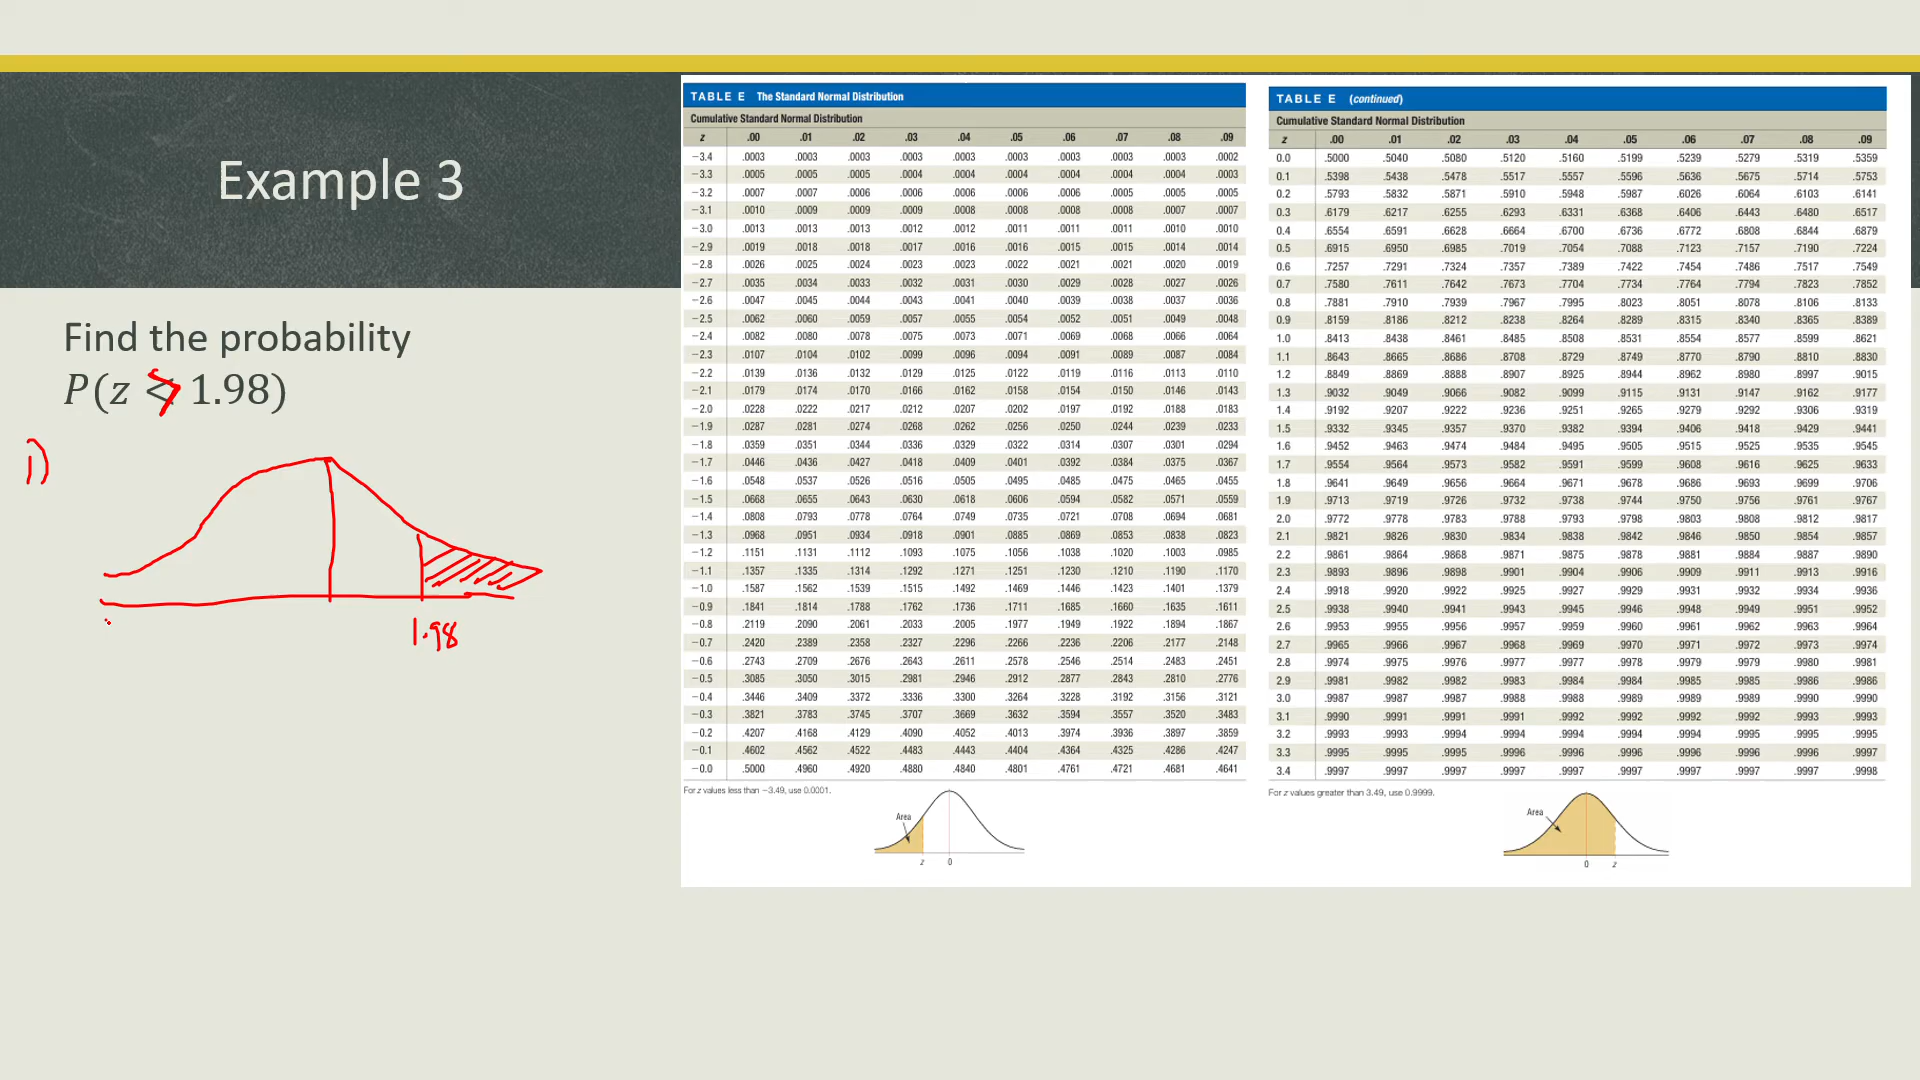 Example 3
Find the probability
P(z > 1.98)
1)
1.98
TABLE E The Standard Normal Distribution
Cumulative Standard Normal Distribution
z .00 .01 .02 .03 .04 .05 .06 .07 .08 .09
−3.4 .0003 .0003 .0003 .0003 .0003 .0003 .0003 .0003 .0003 .0002
−3.3 .0005 .0005 .0005 .0004 .0004 .0004 .0004 .0004 .0004 .0003
−3.2 .0007 .0007 .0006 .0006 .0006 .0006 .0006 .0005 .0005 .0005
−3.1 .0010 .0009 .0009 .0009 .0008 .0008 .0008 .0008 .0007 .0007
−3.0 .0013 .0013 .0013 .0012 .0012 .0011 .0011 .0011 .0010 .0010
−2.9 .0019 .0018 .0018 .0017 .0016 .0016 .0015 .0015 .0014 .0014
−2.8 .0026 .0025 .0024 .0023 .0023 .0022 .0021 .0021 .0020 .0019
−2.7 .0035 .0034 .0033 .0032 .0031 .0030 .0029 .0028 .0027 .0026
−2.6 .0047 .0045 .0044 .0043 .0041 .0040 .0039 .0038 .0037 .0036
−2.5 .0062 .0060 .0059 .0057 .0055 .0054 .0052 .0051 .0049 .0048
−2.4 .0082 .0080 .0078 .0075 .0073 .0071 .0069 .0068 .0066 .0064
−2.3 .0107 .0104 .0102 .0099 .0096 .0094 .0091 .0089 .0087 .0084
−2.2 .0139 .0136 .0132 .0129 .0125 .0122 .0119 .0116 .0113 .0110
−2.1 .0179 .0174 .0170 .0166 .0162 .0158 .0154 .0150 .0146 .0143
−2.0 .0228 .0222 .0217 .0212 .0207 .0202 .0197 .0192 .0188 .0183
−1.9 .0287 .0281 .0274 .0268 .0262 .0256 .0250 .0244 .0239 .0233
−1.8 .0359 .0351 .0344 .0336 .0329 .0322 .0314 .0307 .0301 .0294
−1.7 .0446 .0436 .0427 .0418 .0409 .0401 .0392 .0384 .0375 .0367
−1.6 .0548 .0537 .0526 .0516 .0505 .0495 .0485 .0475 .0465 .0455
−1.5 .0668 .0655 .0643 .0630 .0618 .0606 .0594 .0582 .0571 .0559
−1.4 .0808 .0793 .0778 .0764 .0749 .0735 .0721 .0708 .0694 .0681
−1.3 .0968 .0951 .0934 .0918 .0901 .0885 .0869 .0853 .0838 .0823
−1.2 .1151 .1131 .1112 .1093 .1075 .1056 .1038 .1020 .1003 .0985
−1.1 .1357 .1335 .1314 .1292 .1271 .1251 .1230 .1210 .1190 .1170
−1.0 .1587 .1562 .1539 .1515 .1492 .1469 .1446 .1423 .1401 .1379
−0.9 .1841 .1814 .1788 .1762 .1736 .1711 .1685 .1660 .1635 .1611
−0.8 .2119 .2090 .2061 .2033 .2005 .1977 .1949 .1922 .1894 .1867
−0.7 .2420 .2389 .2358 .2327 .2296 .2266 .2236 .2206 .2177 .2148
−0.6 .2743 .2709 .2676 .2643 .2611 .2578 .2546 .2514 .2483 .2451
−0.5 .3085 .3050 .3015 .2981 .2946 .2912 .2877 .2843 .2810 .2776
−0.4 .3446 .3409 .3372 .3336 .3300 .3264 .3228 .3192 .3156 .3121
−0.3 .3821 .3783 .3745 .3707 .3669 .3632 .3594 .3557 .3520 .3483
−0.2 .4207 .4168 .4129 .4090 .4052 .4013 .3974 .3936 .3897 .3859
−0.1 .4602 .4562 .4522 .4483 .4443 .4404 .4364 .4325 .4286 .4247
−0.0 .5000 .4960 .4920 .4880 .4840 .4801 .4761 .4721 .4681 .4641
For z values less than −3.49, use 0.0001.
Area
z 0
TABLE E (continued)
Cumulative Standard Normal Distribution
z .00 .01 .02 .03 .04 .05 .06 .07 .08 .09
0.0 .5000 .5040 .5080 .5120 .5160 .5199 .5239 .5279 .5319 .5359
0.1 .5398 .5438 .5478 .5517 .5557 .5596 .5636 .5675 .5714 .5753
0.2 .5793 .5832 .5871 .5910 .5948 .5987 .6026 .6064 .6103 .6141
0.3 .6179 .6217 .6255 .6293 .6331 .6368 .6406 .6443 .6480 .6517
0.4 .6554 .6591 .6628 .6664 .6700 .6736 .6772 .6808 .6844 .6879
0.5 .6915 .6950 .6985 .7019 .7054 .7088 .7123 .7157 .7190 .7224
0.6 .7257 .7291 .7324 .7357 .7389 .7422 .7454 .7486 .7517 .7549
0.7 .7580 .7611 .7642 .7673 .7704 .7734 .7764 .7794 .7823 .7852
0.8 .7881 .7910 .7939 .7967 .7995 .8023 .8051 .8078 .8106 .8133
0.9 .8159 .8186 .8212 .8238 .8264 .8289 .8315 .8340 .8365 .8389
1.0 .8413 .8438 .8461 .8485 .8508 .8531 .8554 .8577 .8599 .8621
1.1 .8643 .8665 .8686 .8708 .8729 .8749 .8770 .8790 .8810 .8830
1.2 .8849 .8869 .8888 .8907 .8925 .8944 .8962 .8980 .8997 .9015
1.3 .9032 .9049 .9066 .9082 .9099 .9115 .9131 .9147 .9162 .9177
1.4 .9192 .9207 .9222 .9236 .9251 .9265 .9279 .9292 .9306 .9319
1.5 .9332 .9345 .9357 .9370 .9382 .9394 .9406 .9418 .9429 .9441
1.6 .9452 .9463 .9474 .9484 .9495 .9505 .9515 .9525 .9535 .9545
1.7 .9554 .9564 .9573 .9582 .9591 .9599 .9608 .9616 .9625 .9633
1.8 .9641 .9649 .9656 .9664 .9671 .9678 .9686 .9693 .9699 .9706
1.9 .9713 .9719 .9726 .9732 .9738 .9744 .9750 .9756 .9761 .9767
2.0 .9772 .9778 .9783 .9788 .9793 .9798 .9803 .9808 .9812 .9817
2.1 .9821 .9826 .9830 .9834 .9838 .9842 .9846 .9850 .9854 .9857
2.2 .9861 .9864 .9868 .9871 .9875 .9878 .9881 .9884 .9887 .9890
2.3 .9893 .9896 .9898 .9901 .9904 .9906 .9909 .9911 .9913 .9916
2.4 .9918 .9920 .9922 .9925 .9927 .9929 .9931 .9932 .9934 .9936
2.5 .9938 .9940 .9941 .9943 .9945 .9946 .9948 .9949 .9951 .9952
2.6 .9953 .9955 .9956 .9957 .9959 .9960 .9961 .9962 .9963 .9964
2.7 .9965 .9966 .9967 .9968 .9969 .9970 .9971 .9972 .9973 .9974
2.8 .9974 .9975 .9976 .9977 .9977 .9978 .9979 .9979 .9980 .9981
2.9 .9981 .9982 .9982 .9983 .9984 .9984 .9985 .9985 .9986 .9986
3.0 .9987 .9987 .9987 .9988 .9988 .9989 .9989 .9989 .9990 .9990
3.1 .9990 .9991 .9991 .9991 .9992 .9992 .9992 .9992 .9993 .9993
3.2 .9993 .9993 .9994 .9994 .9994 .9994 .9994 .9995 .9995 .9995
3.3 .9995 .9995 .9995 .9996 .9996 .9996 .9996 .9996 .9996 .9997
3.4 .9997 .9997 .9997 .9997 .9997 .9997 .9997 .9997 .9997 .9998
For z values greater than 3.49, use 0.9999.
Area
0 z